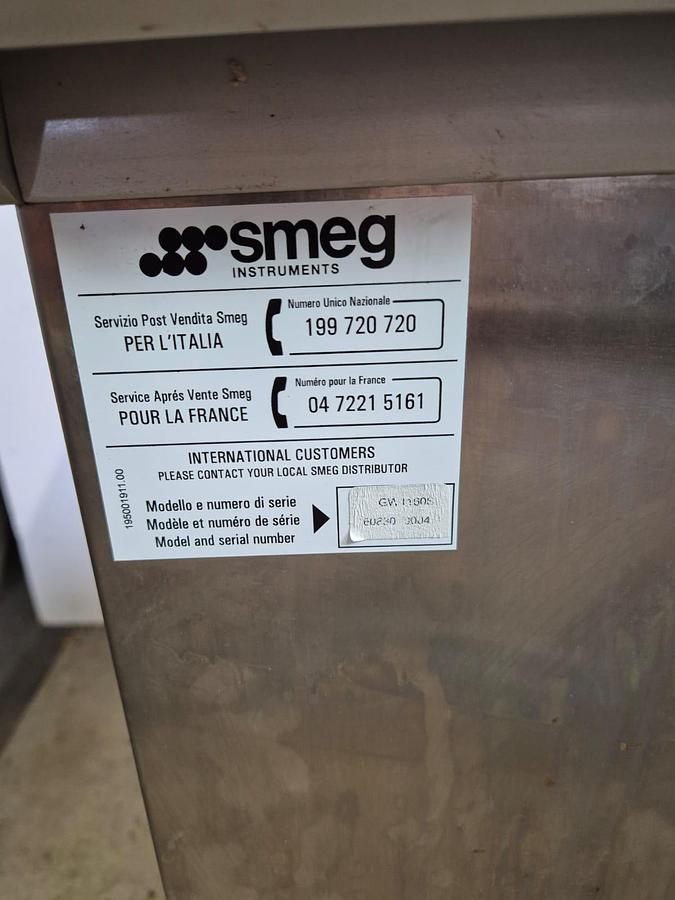 smeg
INSTRUMENTS
Servizio Post Vendita Smeg
PER L'ITALIA
Numero Unico Nazionale
199 720 720
Service Aprés Vente Smeg
POUR LA FRANCE
Numéro pour la France
04 7221 5161
INTERNATIONAL CUSTOMERS
PLEASE CONTACT YOUR LOCAL SMEG DISTRIBUTOR
195001911.00
Modello e numero di serie
Modèle et numéro de série
Model and serial number